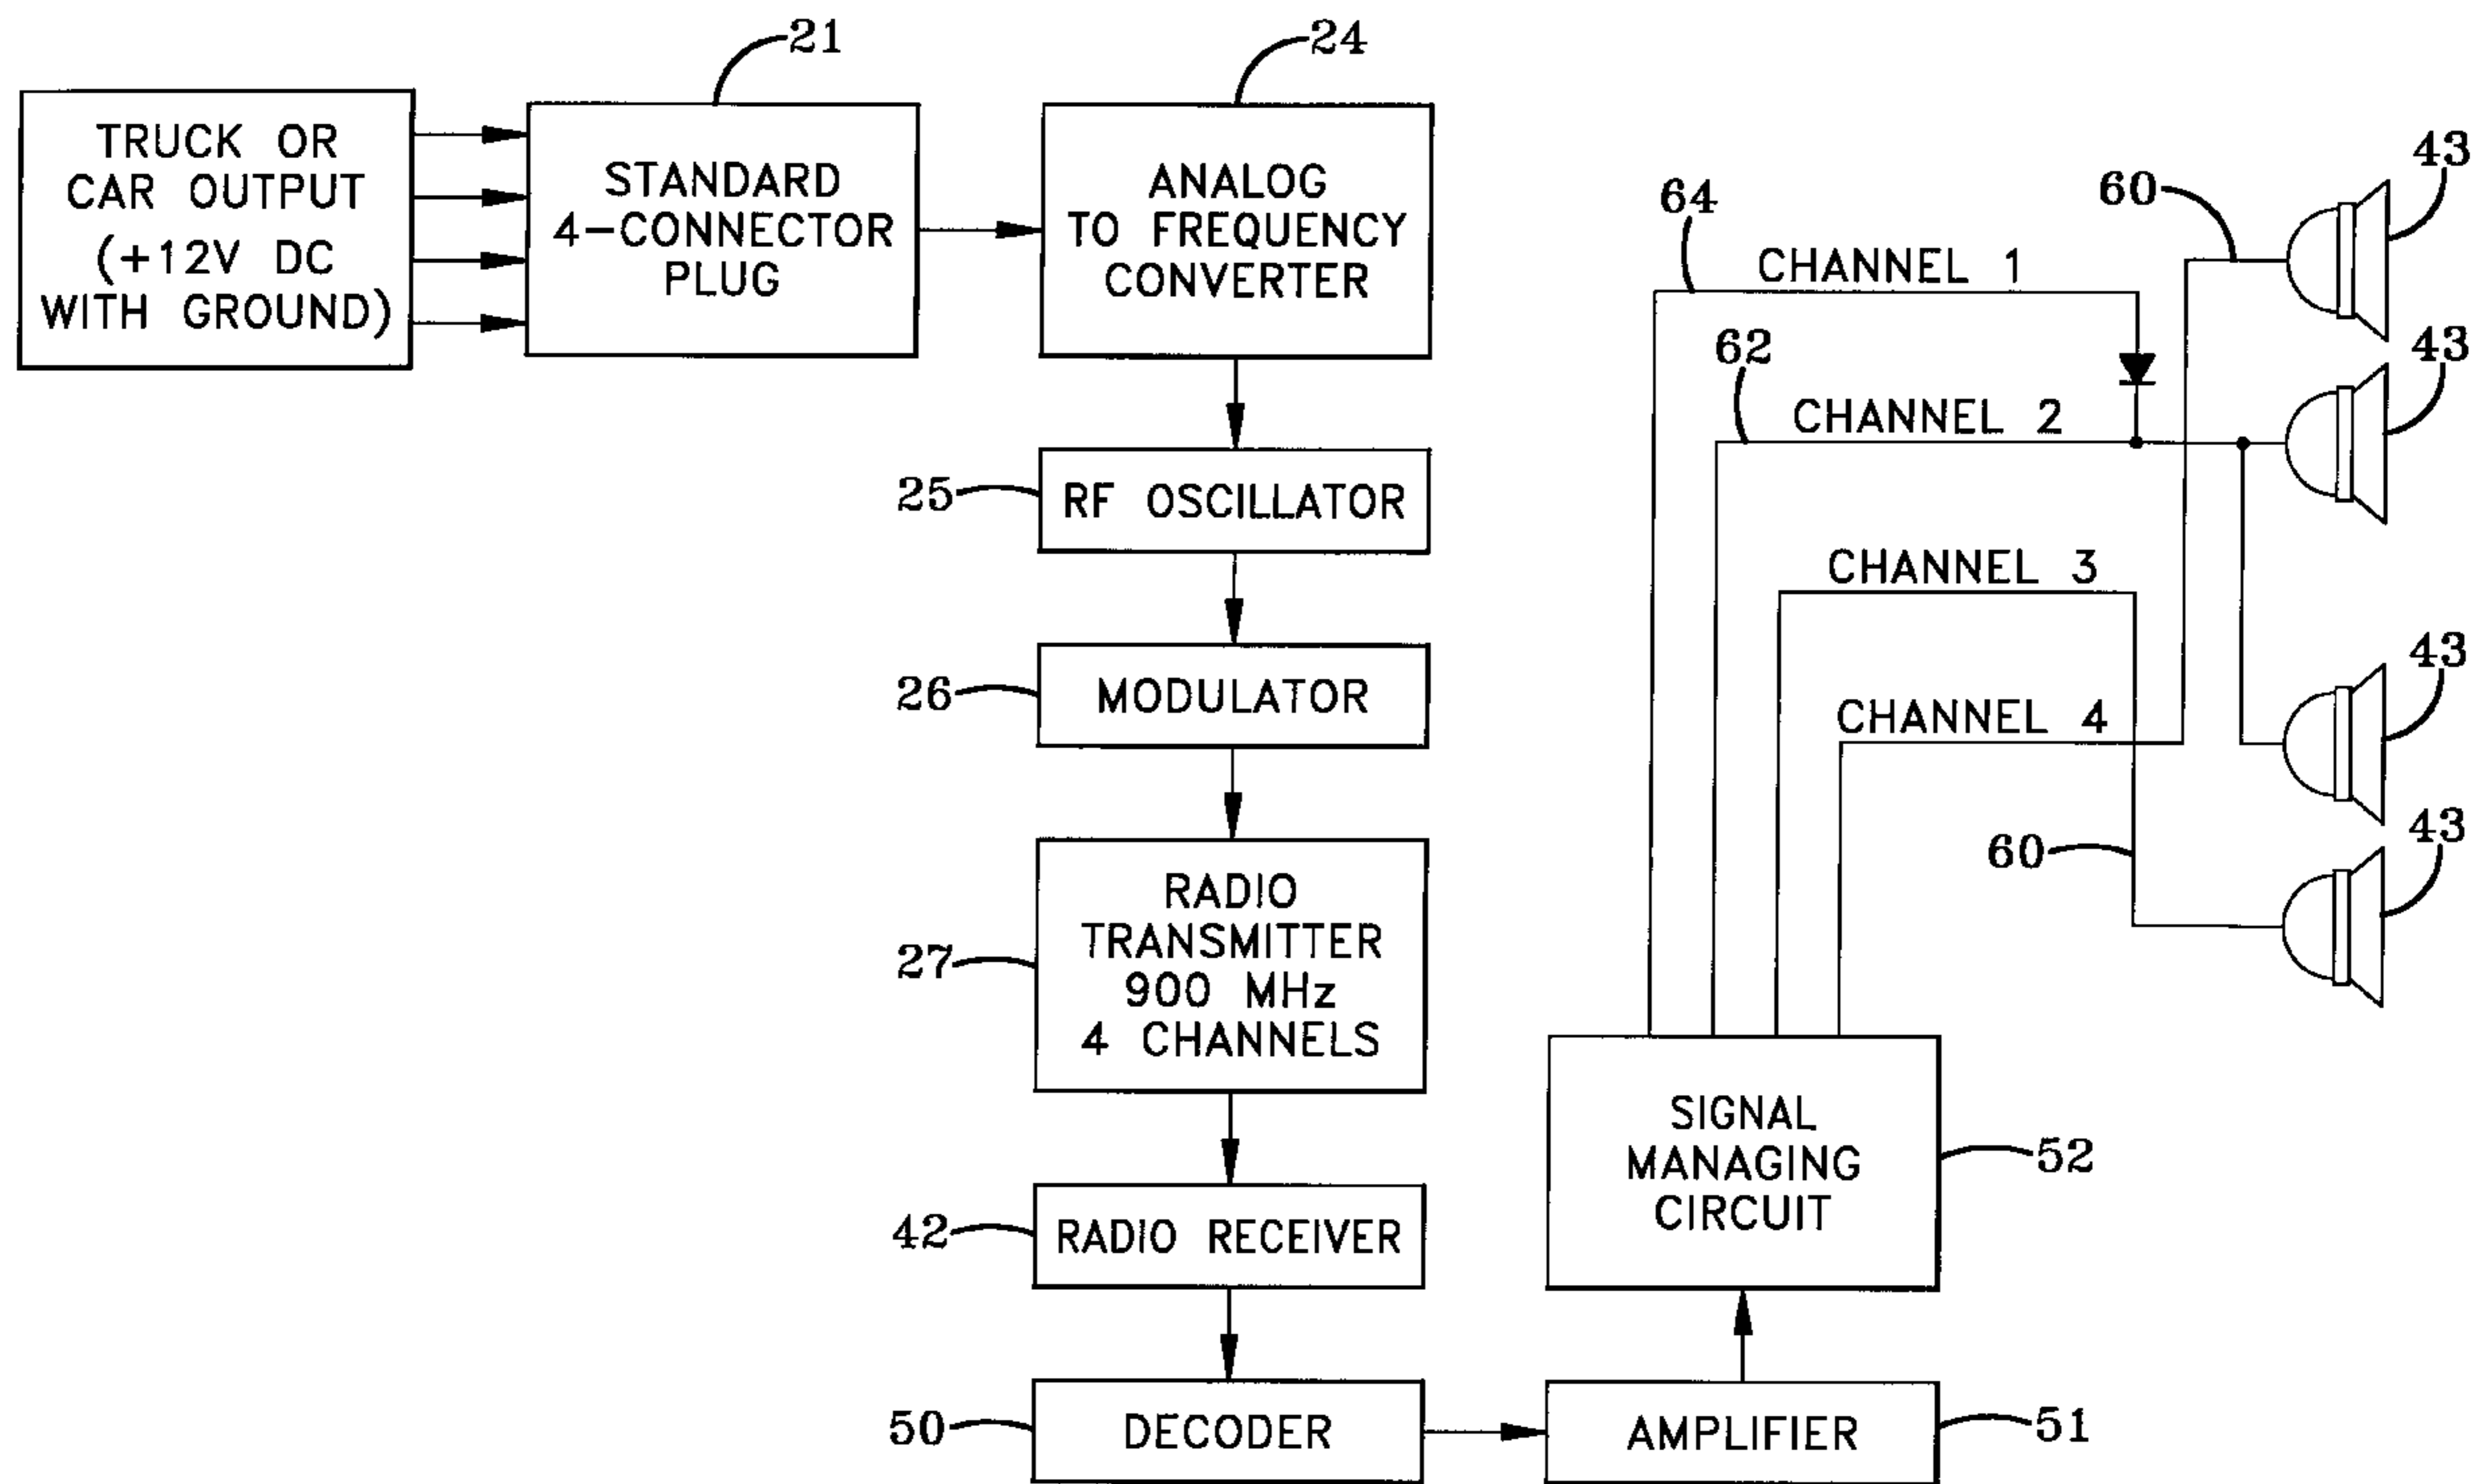 21
24
TRUCK OR
CAR OUTPUT
(+12V DC
WITH GROUND)
STANDARD
4-CONNECTOR
PLUG
ANALOG
TO FREQUENCY
CONVERTER
25
RF OSCILLATOR
26
MODULATOR
27
RADIO
TRANSMITTER
900 MHz
4 CHANNELS
42
RADIO RECEIVER
50
DECODER
AMPLIFIER
51
SIGNAL
MANAGING
CIRCUIT
52
64
CHANNEL 1
62
CHANNEL 2
CHANNEL 3
CHANNEL 4
60
43
43
43
60
43